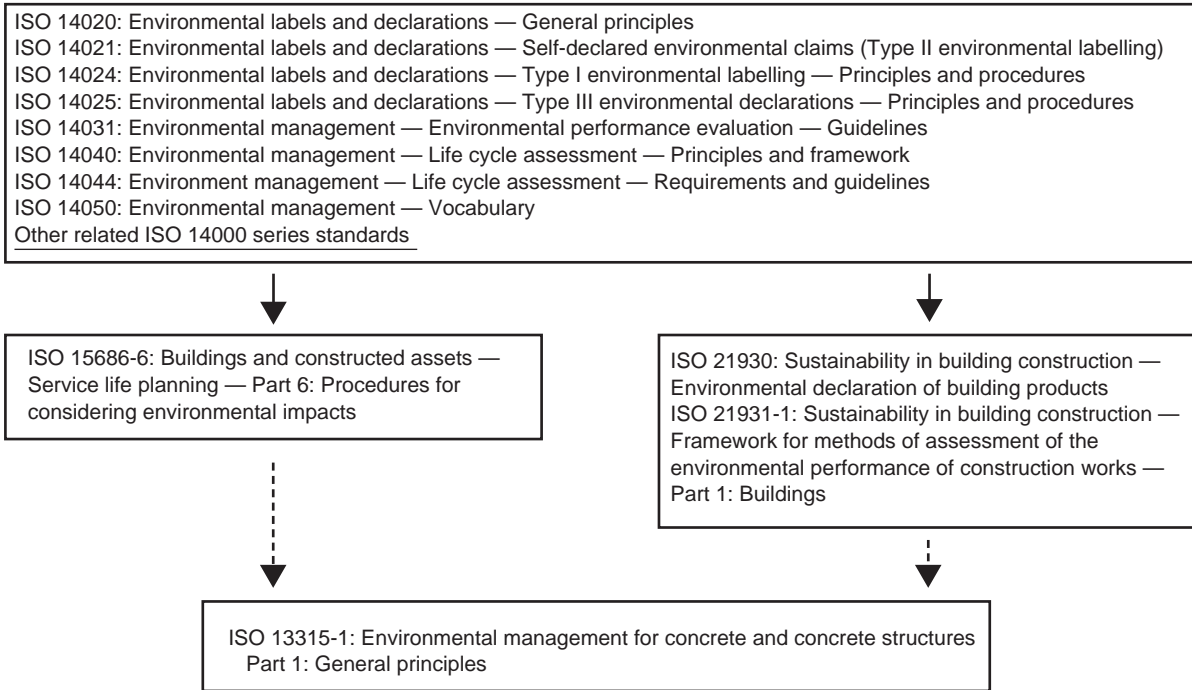 ISO 14020: Environmental labels and declarations — General principles
ISO 14021: Environmental labels and declarations — Self-declared environmental claims (Type II environmental labelling)
ISO 14024: Environmental labels and declarations — Type I environmental labelling — Principles and procedures
ISO 14025: Environmental labels and declarations — Type III environmental declarations — Principles and procedures
ISO 14031: Environmental management — Environmental performance evaluation — Guidelines
ISO 14040: Environmental management — Life cycle assessment — Principles and framework
ISO 14044: Environment management — Life cycle assessment — Requirements and guidelines
ISO 14050: Environmental management — Vocabulary
Other related ISO 14000 series standards
ISO 15686-6: Buildings and constructed assets —
Service life planning — Part 6: Procedures for
considering environmental impacts
ISO 21930: Sustainability in building construction —
Environmental declaration of building products
ISO 21931-1: Sustainability in building construction —
Framework for methods of assessment of the
environmental performance of construction works —
Part 1: Buildings
ISO 13315-1: Environmental management for concrete and concrete structures
Part 1: General principles